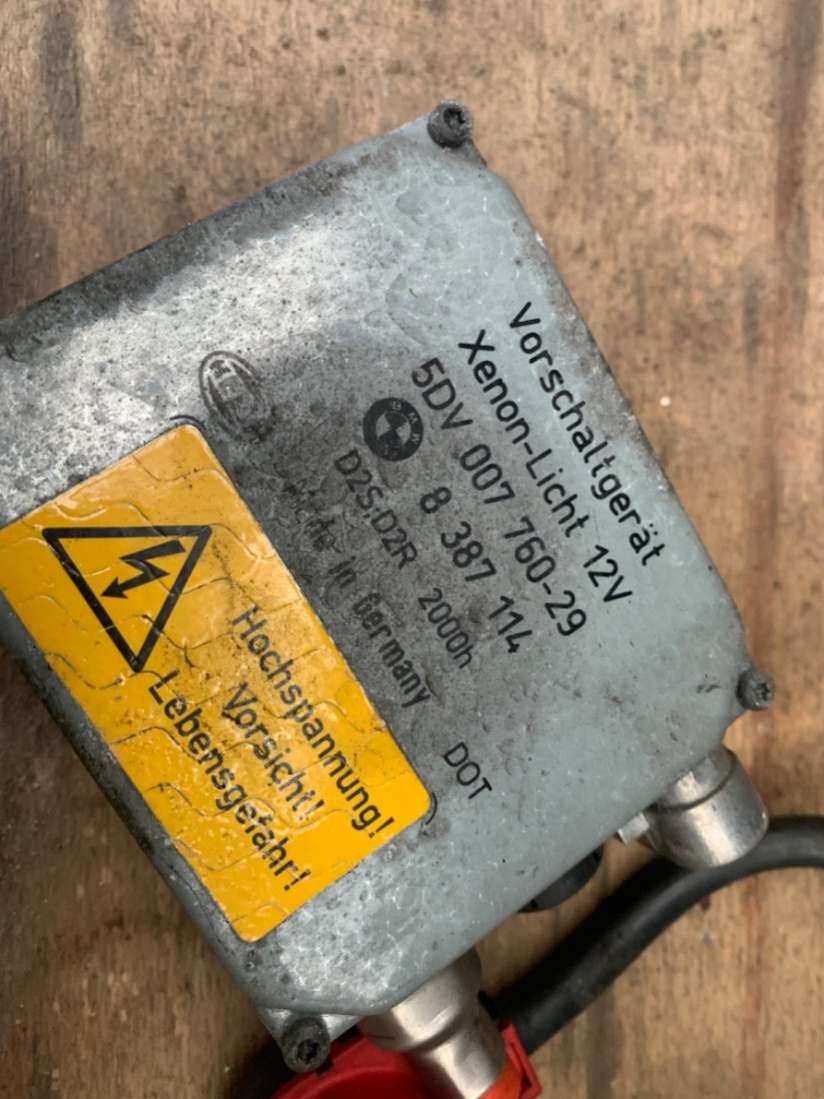 Vorschaltgerät
Xenon-Licht 12V
5DV 007 760-29
8 387 114
D2S;D2R 2000h
Made in Germany DOT
Hochspannung!
Vorsicht!
Lebensgefahr!